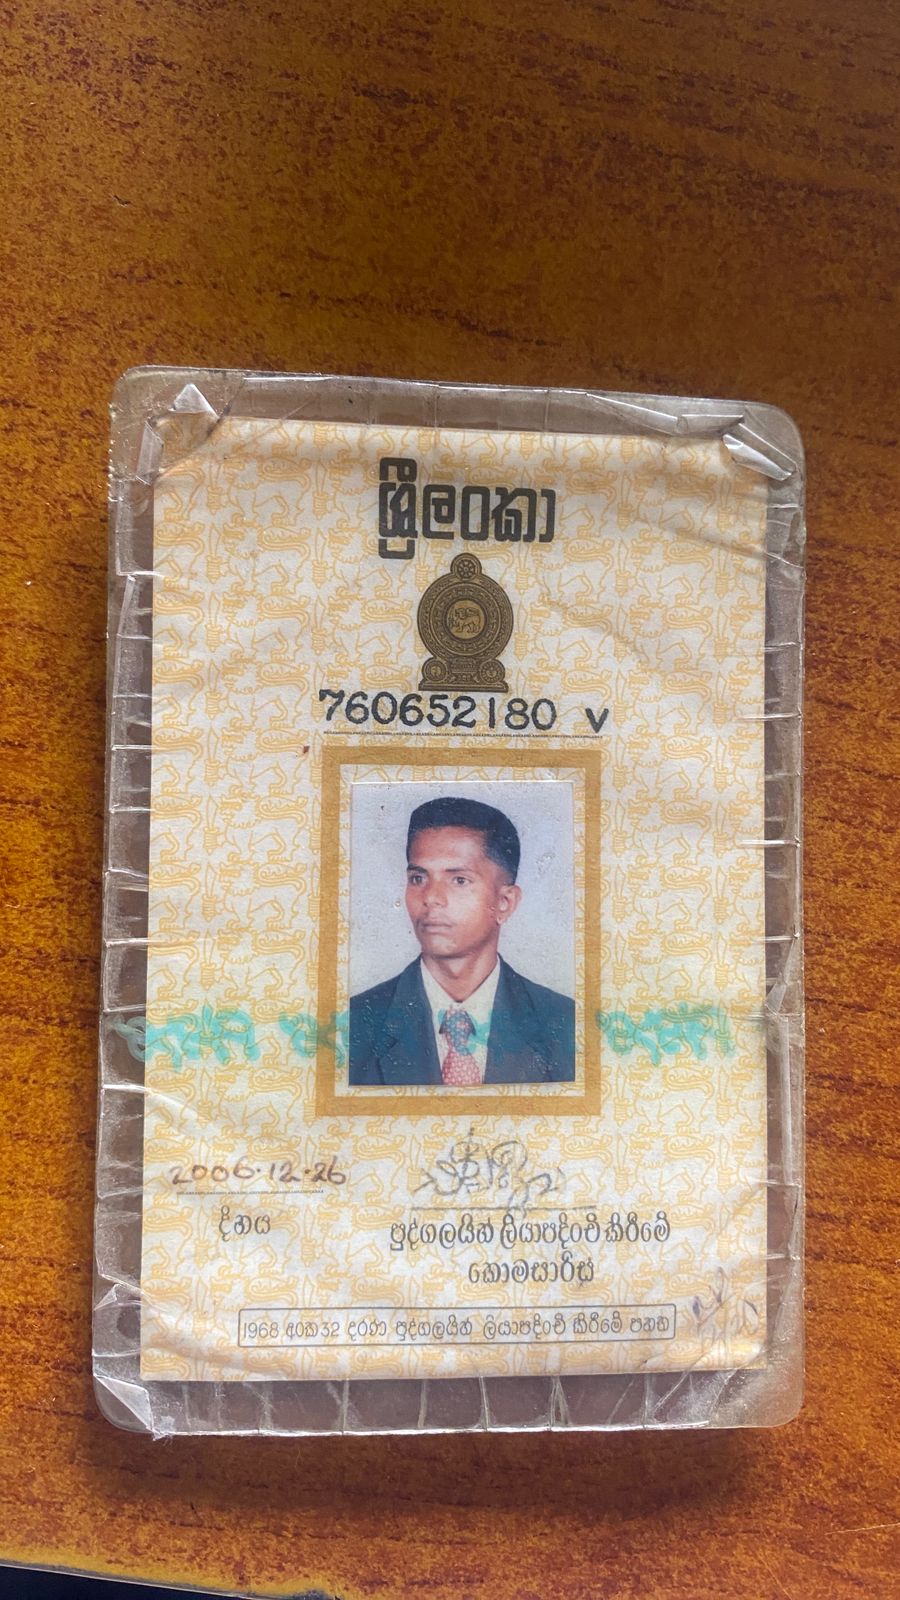 ශ්‍රී ලංකා
760652180 V
2006.12.26
දිනය
පුද්ගලයින් ලියාපදිංචි කිරීමේ
කොමසාරිස්
1968 අංක 32 දරණ පුද්ගලයින් ලියාපදිංචි කිරීමේ පනත